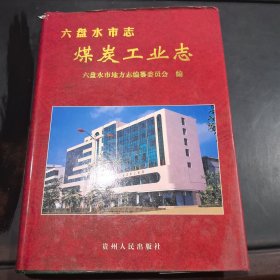 六盘水市志
煤炭工业志
六盘水市地方志编纂委员会 编
贵州人民出版社